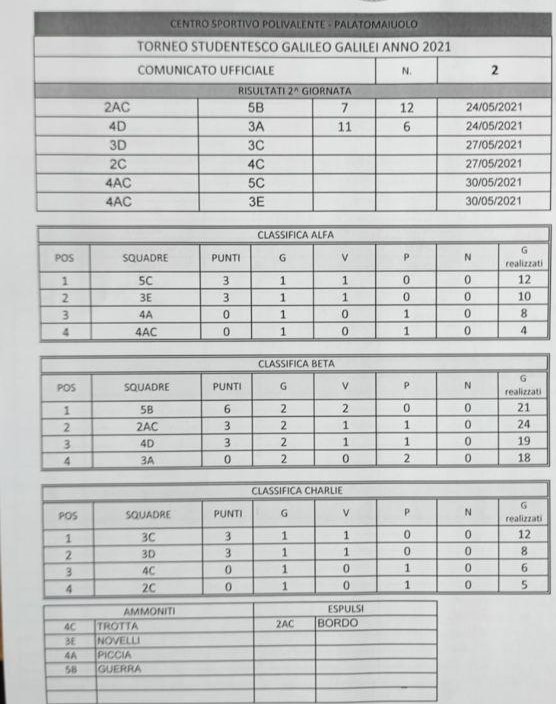 CENTRO SPORTIVO POLIVALENTE - PALATOMAIUOLO
TORNEO STUDENTESCO GALILEO GALILEI ANNO 2021
COMUNICATO UFFICIALE N. 2
RISULTATI 2^ GIORNATA
2AC 5B 7 12 24/05/2021
4D 3A 11 6 24/05/2021
3D 3C 27/05/2021
2C 4C 27/05/2021
4AC 5C 30/05/2021
4AC 3E 30/05/2021
CLASSIFICA ALFA
POS SQUADRE PUNTI G V P N G realizzati
1 5C 3 1 1 0 0 12
2 3E 3 1 1 0 0 10
3 4A 0 1 0 1 0 8
4 4AC 0 1 0 1 0 4
CLASSIFICA BETA
POS SQUADRE PUNTI G V P N G realizzati
1 5B 6 2 2 0 0 21
2 2AC 3 2 1 1 0 24
3 4D 3 2 1 1 0 19
4 3A 0 2 0 2 0 18
CLASSIFICA CHARLIE
POS SQUADRE PUNTI G V P N G realizzati
1 3C 3 1 1 0 0 12
2 3D 3 1 1 0 0 8
3 4C 0 1 0 1 0 6
4 2C 0 1 0 1 0 5
AMMONITI ESPULSI
4C TROTTA 2AC BORDO
3E NOVELLI
4A PICCIA
5B GUERRA